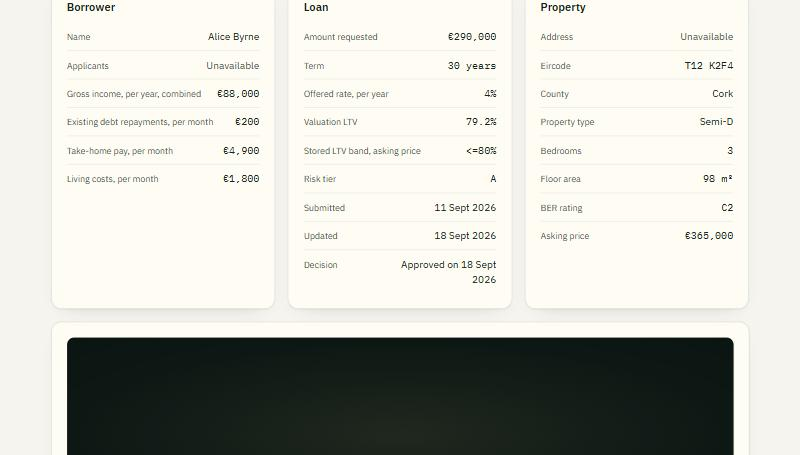 Borrower
Name Alice Byrne
Applicants Unavailable
Gross income, per year, combined €88,000
Existing debt repayments, per month €200
Take-home pay, per month €4,900
Living costs, per month €1,800
Loan
Amount requested €290,000
Term 30 years
Offered rate, per year 4%
Valuation LTV 79.2%
Stored LTV band, asking price <=80%
Risk tier A
Submitted 11 Sept 2026
Updated 18 Sept 2026
Decision Approved on 18 Sept
2026
Property
Address Unavailable
Eircode T12 K2F4
County Cork
Property type Semi-D
Bedrooms 3
Floor area 98 m²
BER rating C2
Asking price €365,000